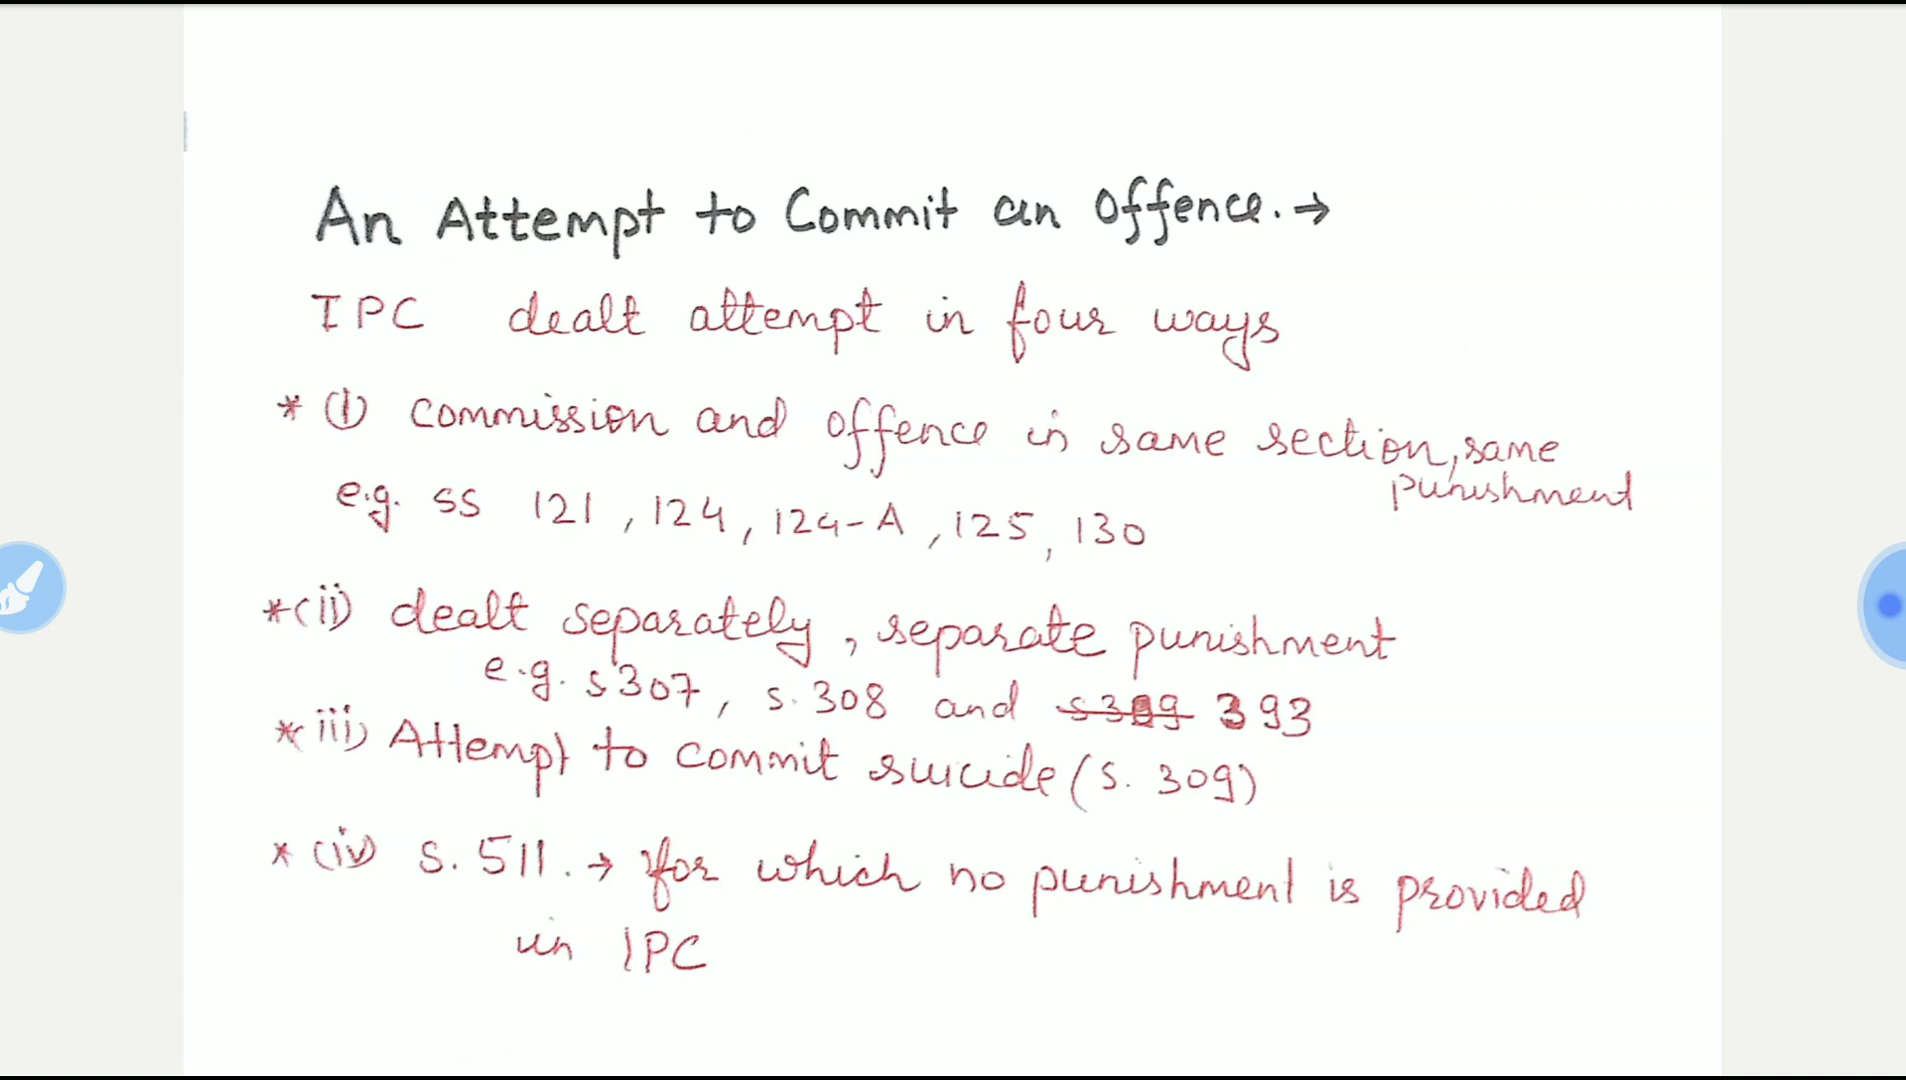 An Attempt to Commit an Offence. →
IPC dealt attempt in four ways
* (i) commission and offence in same section, same
punishment
e.g. ss 121, 124, 124-A, 125, 130
*(ii) dealt separately, separate punishment
e.g. s307, s. 308 and s309 393
* iii) Attempt to commit suicide (s. 309)
* (iv) s. 511. → for which no punishment is provided
in IPC